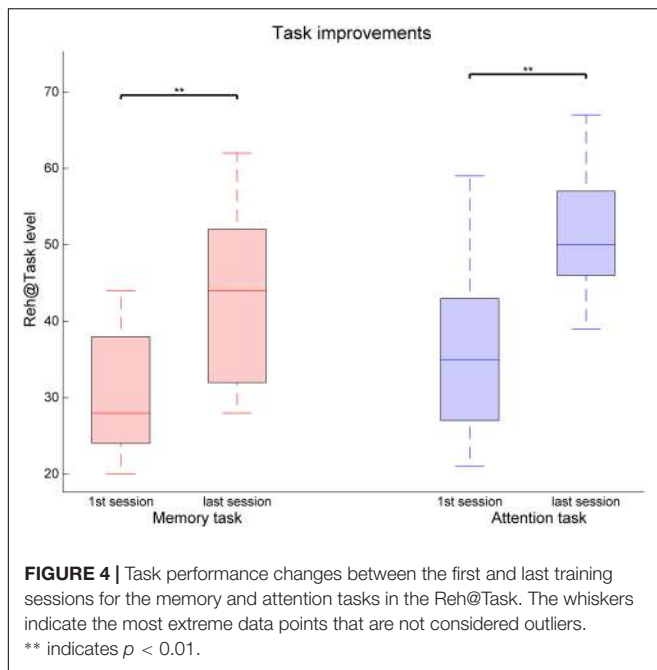 Task improvements
**
**
70
60
50
40
30
20
Reh@Task level
1st session last session 1st session last session
Memory task Attention task
FIGURE 4 | Task performance changes between the first and last training
sessions for the memory and attention tasks in the Reh@Task. The whiskers
indicate the most extreme data points that are not considered outliers.
** indicates p < 0.01.